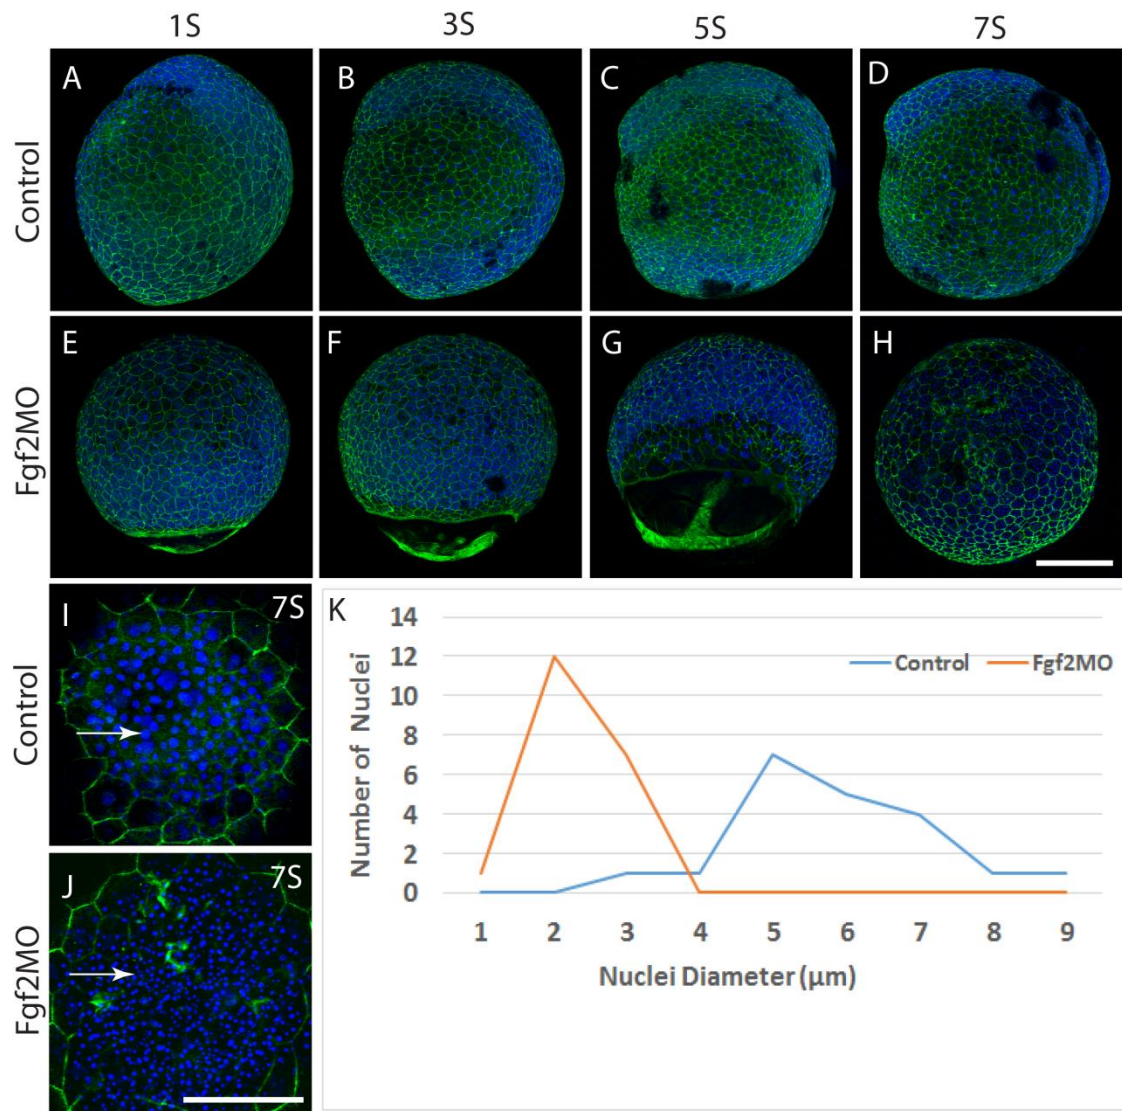 1S 3S 5S 7S
Control
A B C D
Fgf2MO
E F G H
Control
I 7S
Fgf2MO
J 7S
K
Number of Nuclei
14
12
10
8
6
4
2
0
Control Fgf2MO
1 2 3 4 5 6 7 8 9
Nuclei Diameter (μm)